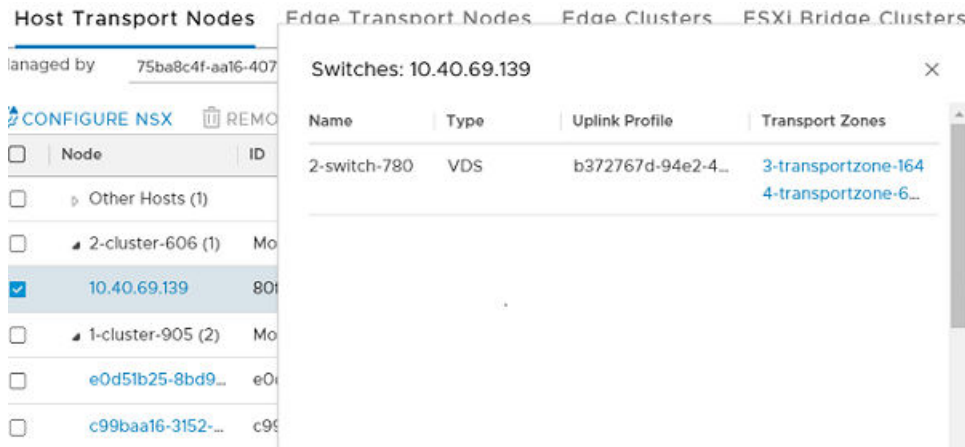 Host Transport Nodes Edge Transport Nodes Edge Clusters ESXi Bridge Clusters
anaged by 75ba8c4f-aa16-407
CONFIGURE NSX REMO
Node ID
Other Hosts (1)
2-cluster-606 (1) Mo
10.40.69.139 80f
1-cluster-905 (2) Mo
e0d51b25-8bd9... e0
c99baa16-3152-... c99
Switches: 10.40.69.139
Name Type Uplink Profile Transport Zones
2-switch-780 VDS b372767d-94e2-4... 3-transportzone-164
4-transportzone-6...